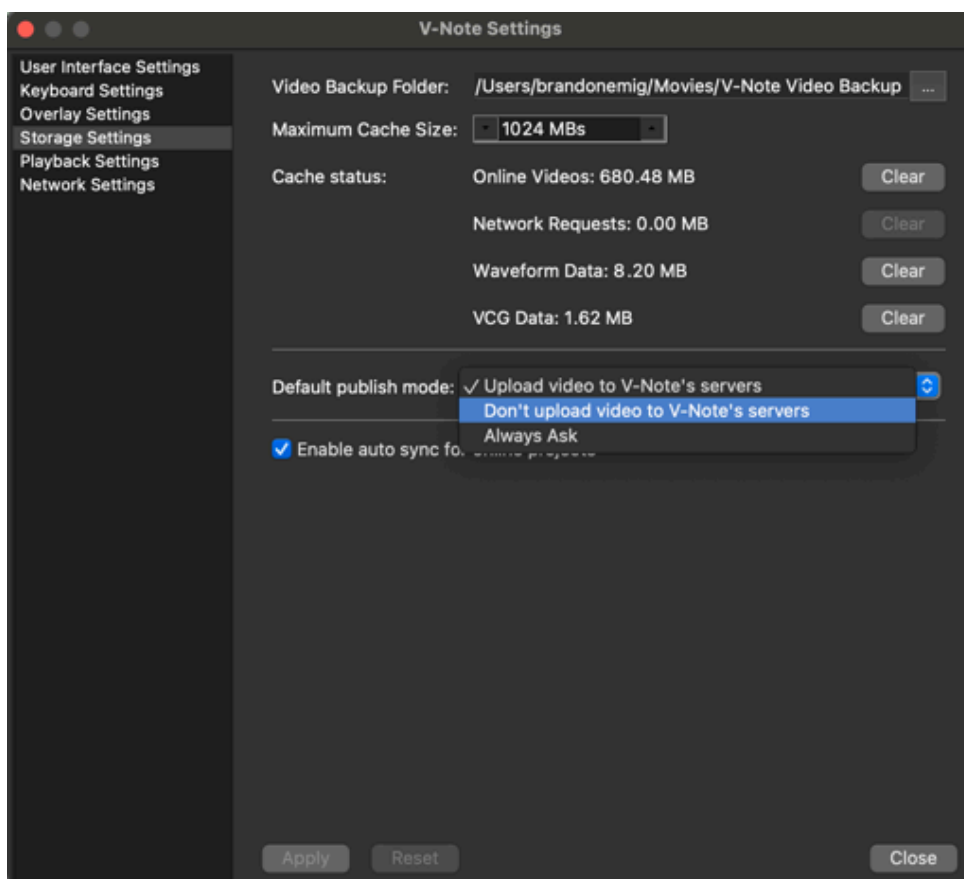 V-Note Settings
User Interface Settings
Keyboard Settings
Overlay Settings
Storage Settings
Playback Settings
Network Settings
Video Backup Folder: /Users/brandonemig/Movies/V-Note Video Backup ...
Maximum Cache Size: 1024 MBs
Cache status: Online Videos: 680.48 MB Clear
Network Requests: 0.00 MB Clear
Waveform Data: 8.20 MB Clear
VCG Data: 1.62 MB Clear
Default publish mode: ✓ Upload video to V-Note's servers
Don't upload video to V-Note's servers
Always Ask
Enable auto sync for online projects
Apply Reset Close